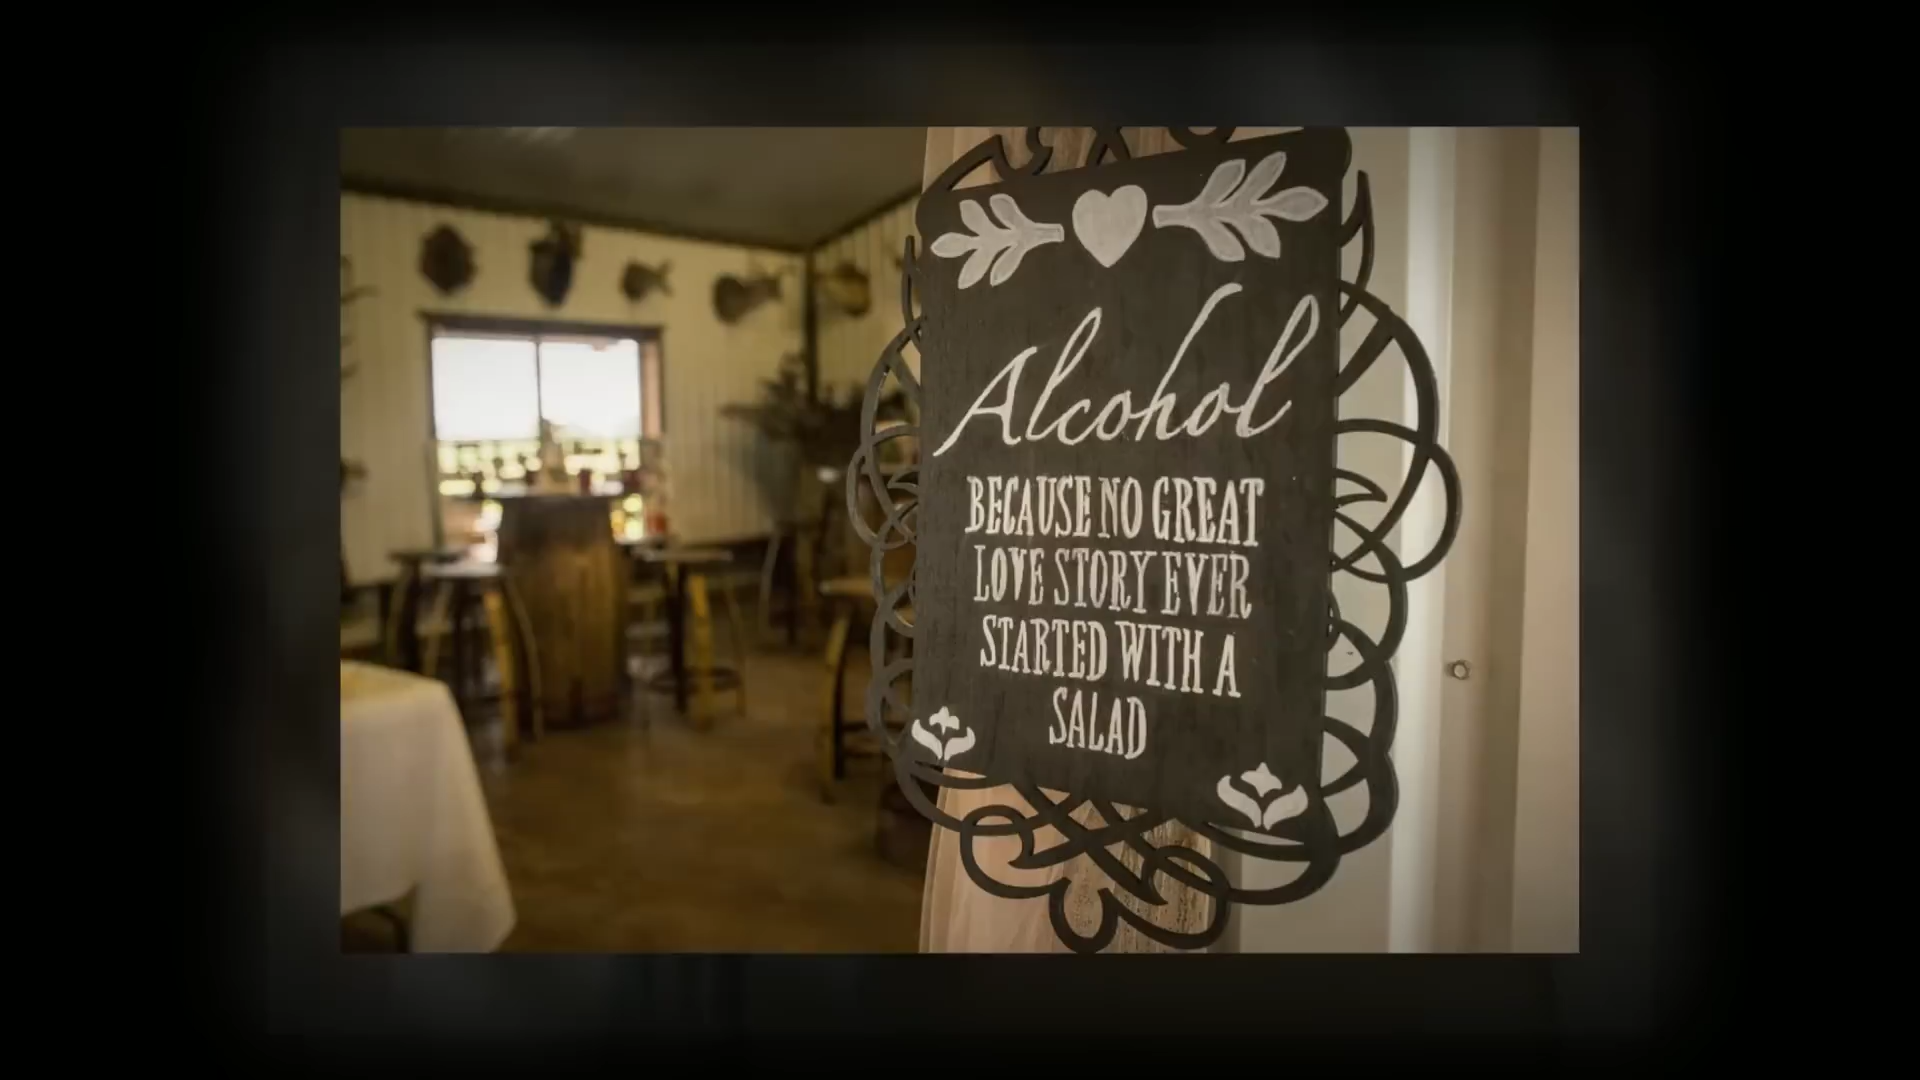 Alcohol
BECAUSE NO GREAT
LOVE STORY EVER
STARTED WITH A
SALAD